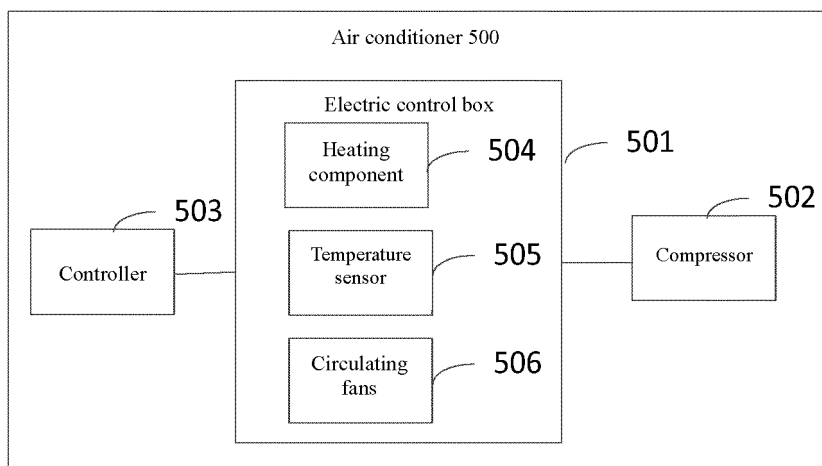 Air conditioner 500
Electric control box
Heating
component
504
501
503
502
Controller
Temperature
sensor
505
Compressor
Circulating
fans
506